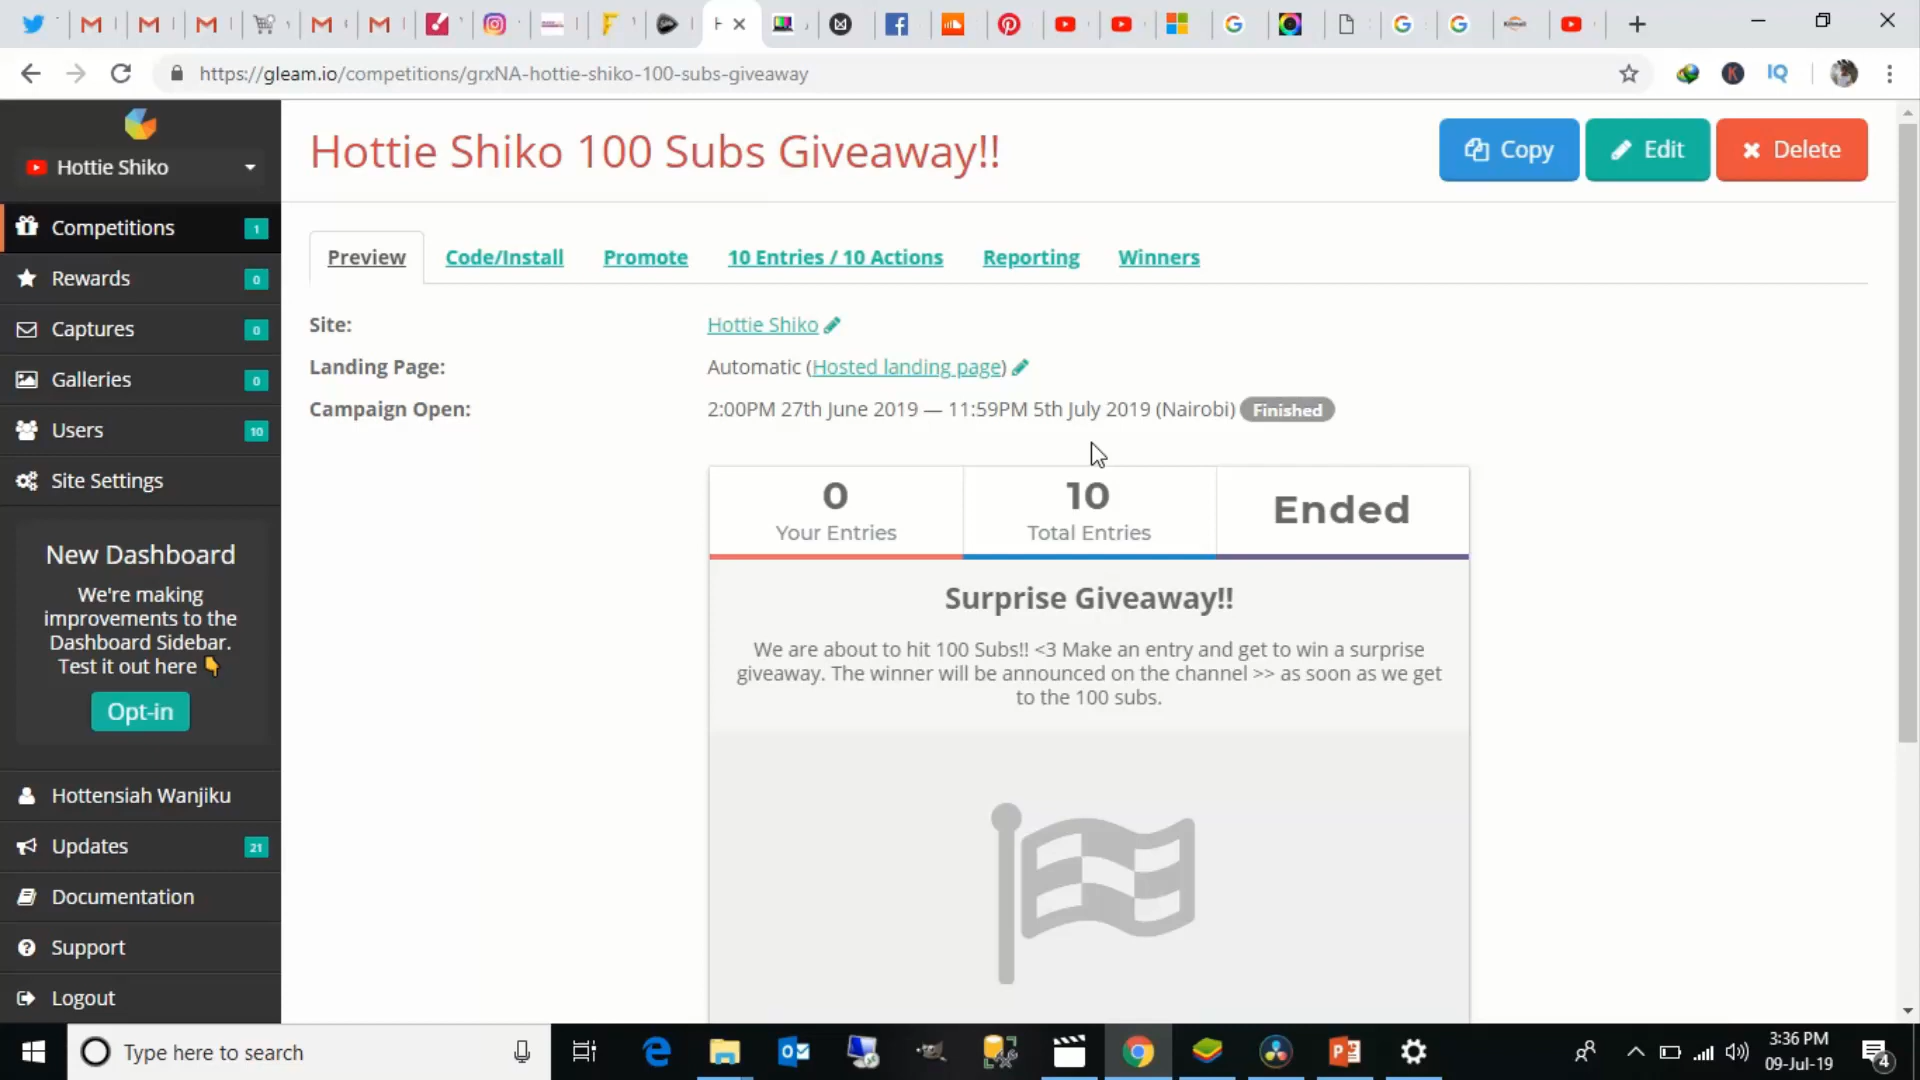 https://gleam.io/competitions/grxNA-hottie-shiko-100-subs-giveaway
IQ
Hottie Shiko
Competitions 1
Rewards 0
Captures 0
Galleries 0
Users 10
Site Settings
New Dashboard
We're making
improvements to the
Dashboard Sidebar.
Test it out here
Opt-in
Hottensiah Wanjiku
Updates 21
Documentation
Support
Logout
Hottie Shiko 100 Subs Giveaway!!
Copy
Edit
Delete
Preview Code/Install Promote 10 Entries / 10 Actions Reporting Winners
Site: Hottie Shiko
Landing Page: Automatic (Hosted landing page)
Campaign Open: 2:00PM 27th June 2019 — 11:59PM 5th July 2019 (Nairobi) Finished
0 10 Ended
Your Entries Total Entries
Surprise Giveaway!!
We are about to hit 100 Subs!! <3 Make an entry and get to win a surprise
giveaway. The winner will be announced on the channel >> as soon as we get
to the 100 subs.
Type here to search
3:36 PM
09-Jul-19
4